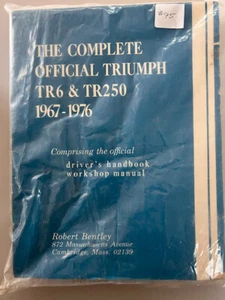 THE COMPLETE
OFFICIAL TRIUMPH
TR6 & TR250
1967-1976
Comprising the official
driver's handbook
workshop manual
Robert Bentley
872 Massachusetts Avenue
Cambridge, Mass. 02139